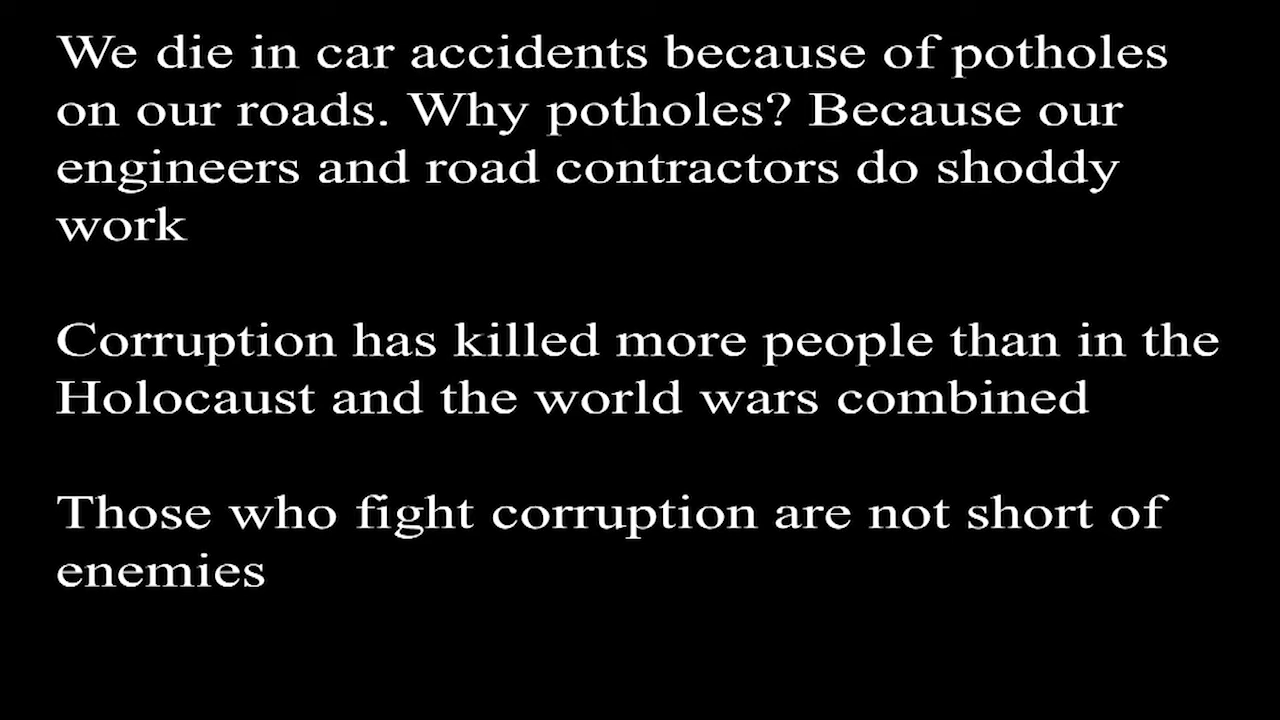 We die in car accidents because of potholes
on our roads. Why potholes? Because our
engineers and road contractors do shoddy
work
Corruption has killed more people than in the
Holocaust and the world wars combined
Those who fight corruption are not short of
enemies